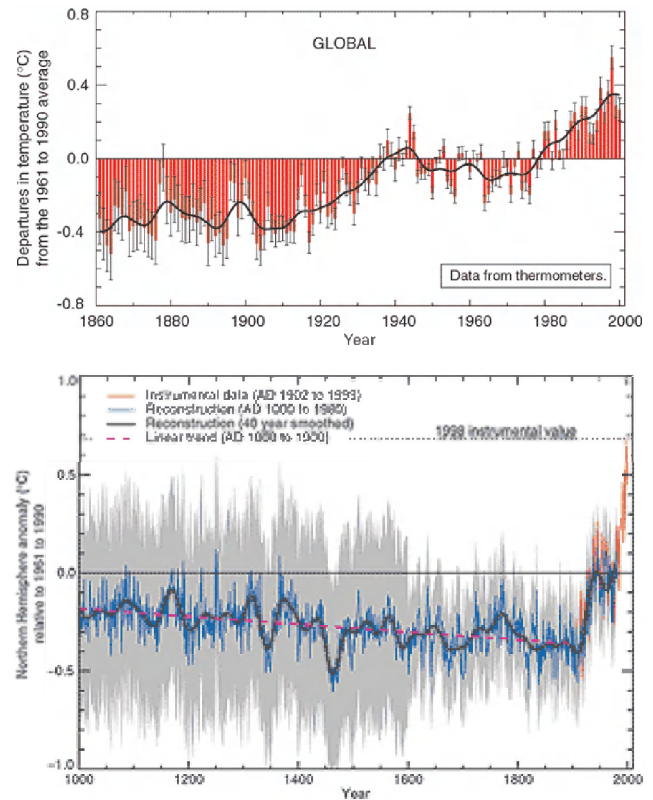 GLOBAL
Departures in temperature (°C)
from the 1961 to 1990 average
0.8
0.4
0.0
-0.4
-0.8
Data from thermometers.
1860 1880 1900 1920 1940 1960 1980 2000
Year
Northern Hemisphere anomaly (°C)
relative to 1961 to 1990
1.0
0.5
0.0
-0.5
-1.0
Instrumental data (AD 1902 to 1999)
Reconstruction (AD 1000 to 1980)
Reconstruction (40 year smoothed)
Linear trend (AD 1000 to 1900)
1998 instrumental value
1000 1200 1400 1600 1800 2000
Year